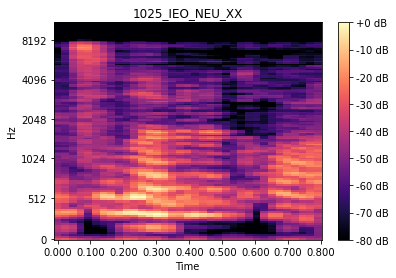 1025_IEO_NEU_XX
8192
4096
2048
1024
512
0
Hz
0.000 0.100 0.200 0.300 0.400 0.500 0.600 0.700 0.800
Time
+0 dB
-10 dB
-20 dB
-30 dB
-40 dB
-50 dB
-60 dB
-70 dB
-80 dB